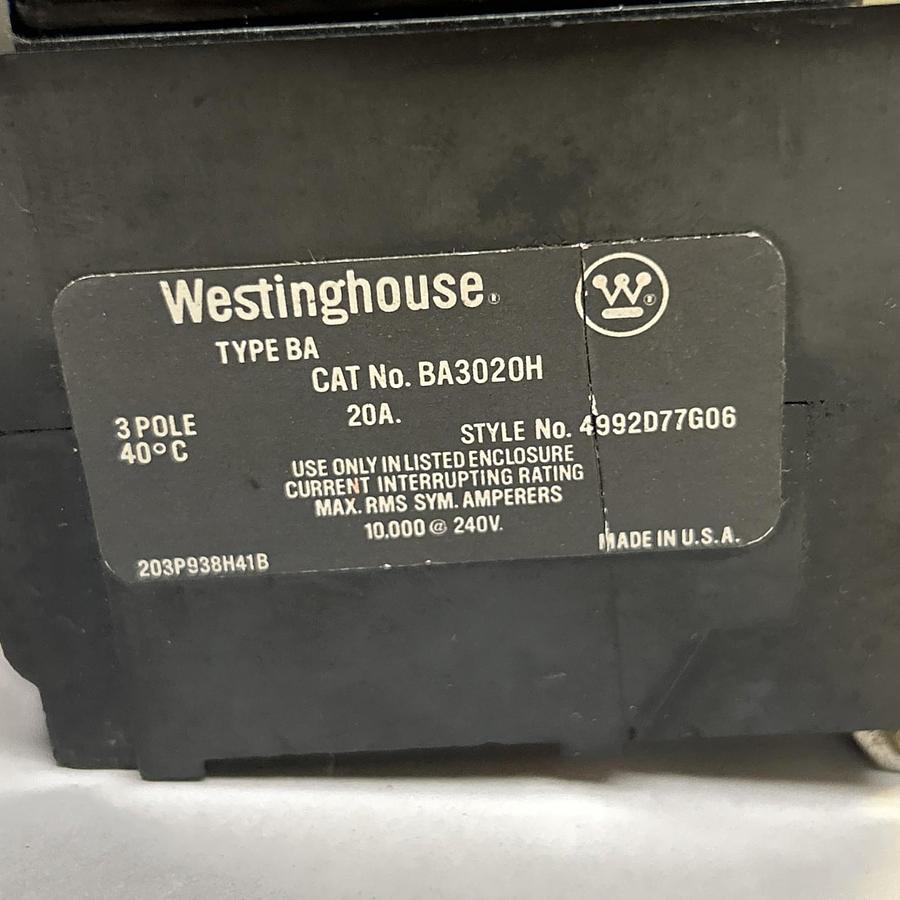 Westinghouse®
W®
TYPE BA
CAT No. BA3020H
20A.
3 POLE
40°C
STYLE No. 4992D77G06
USE ONLY IN LISTED ENCLOSURE
CURRENT INTERRUPTING RATING
MAX. RMS SYM. AMPERERS
10.000 @ 240V.
MADE IN U.S.A.
203P938H41B